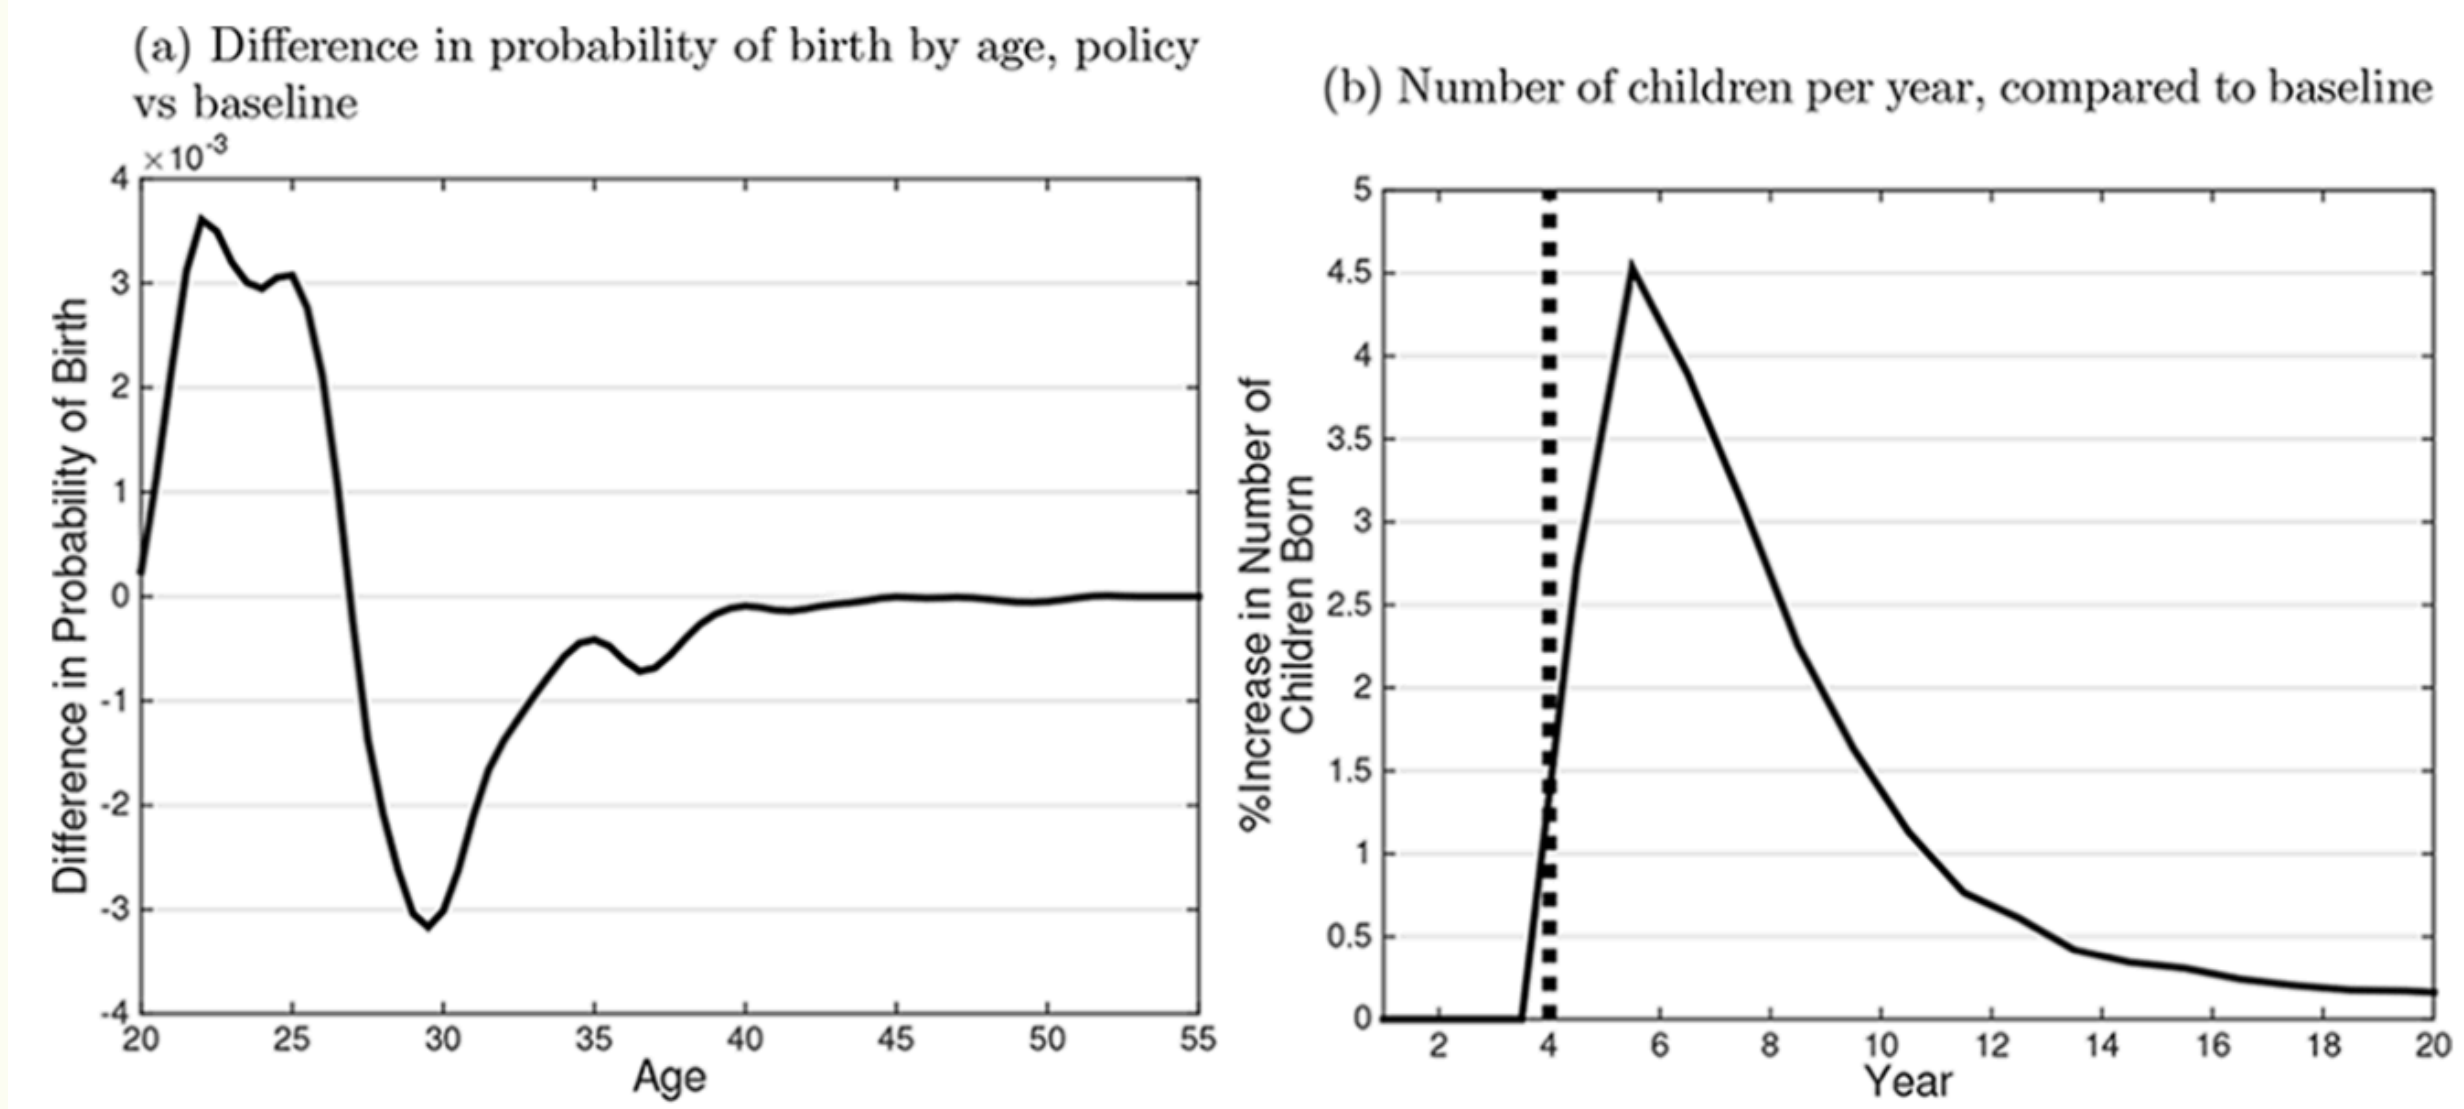 (a) Difference in probability of birth by age, policy
vs baseline
×10-3
4
3
2
1
0
-1
-2
-3
-4
20 25 30 35 40 45 50 55
Age
Difference in Probability of Birth
(b) Number of children per year, compared to baseline
5
4.5
4
3.5
3
2.5
2
1.5
1
0.5
0
2 4 6 8 10 12 14 16 18 20
Year
%Increase in Number of
Children Born